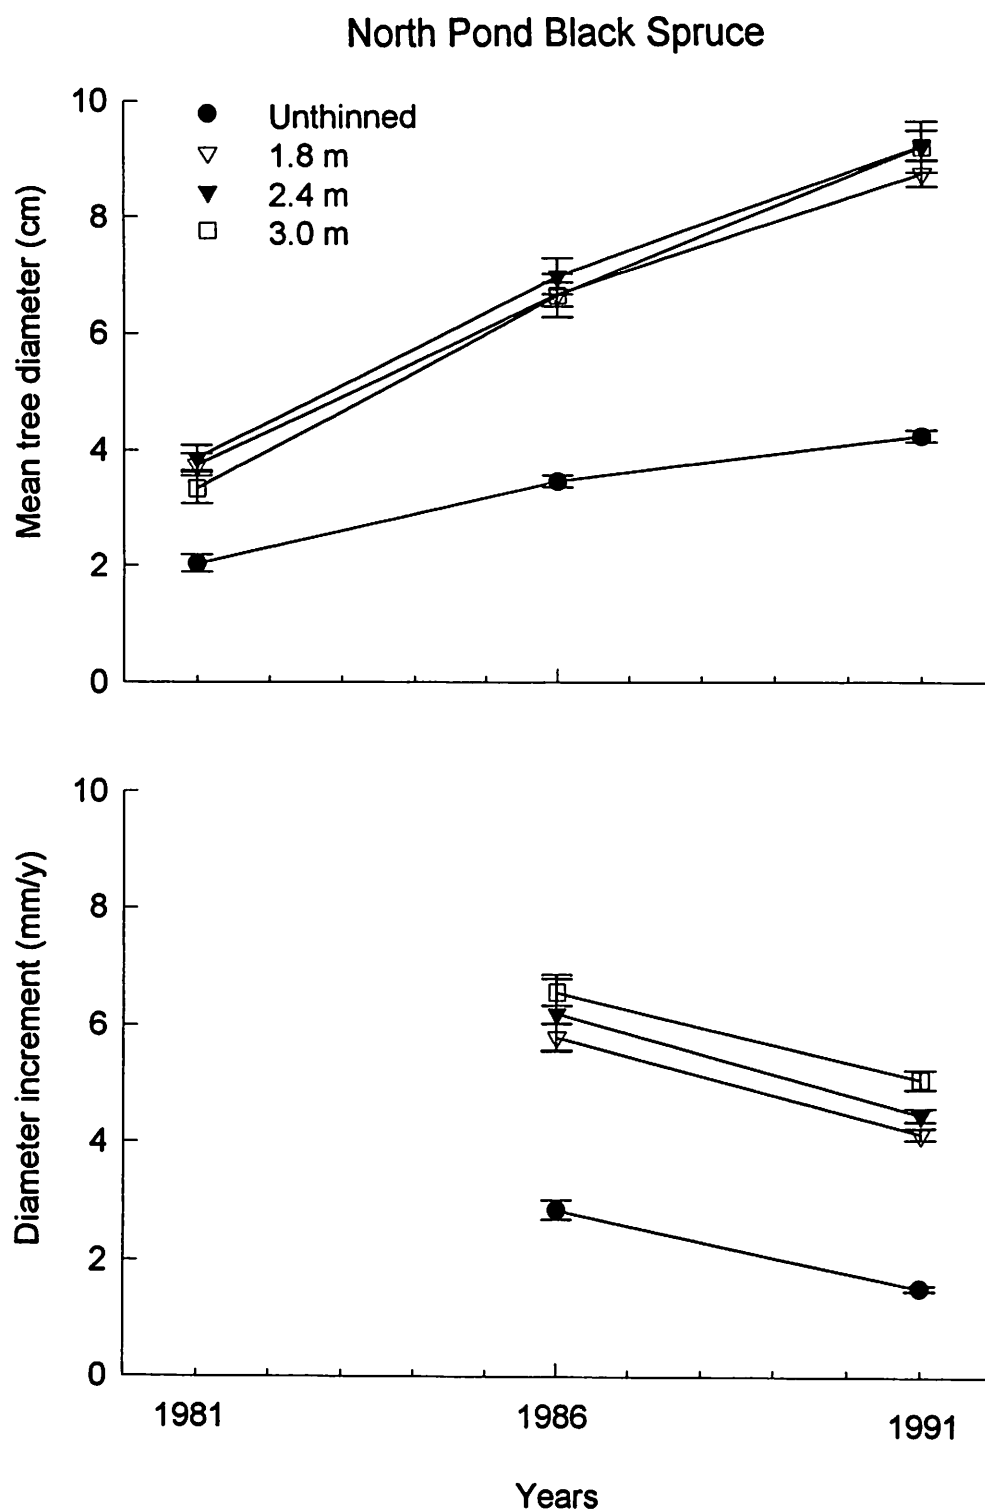 North Pond Black Spruce
Mean tree diameter (cm)
10
8
6
4
2
0
Unthinned
1.8 m
2.4 m
3.0 m
Diameter increment (mm/y)
10
8
6
4
2
0
1981
1986
1991
Years